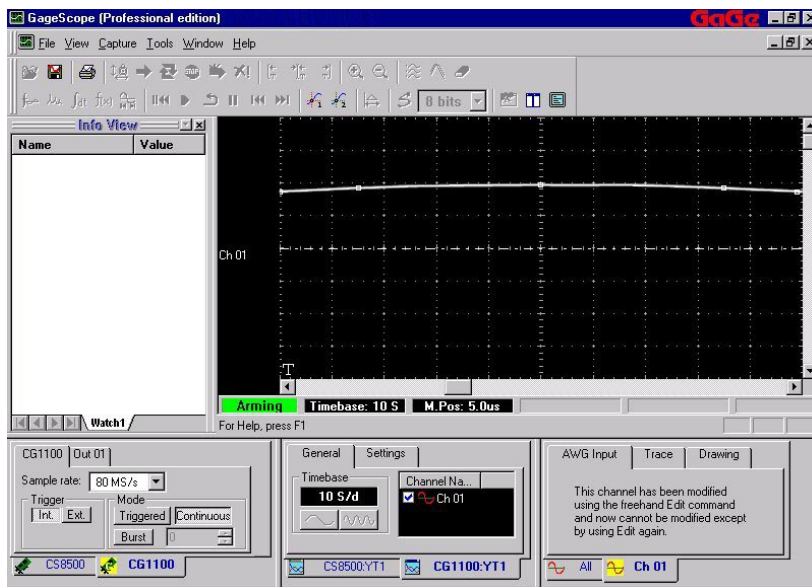 GageScope (Professional edition)
GaGe
File View Capture Tools Window Help
8 bits
Info View
Name Value
Ch 01
T
Watch1
Arming Timebase: 10 S M.Pos: 5.0us
For Help, press F1
CG1100 Out 01
Sample rate: 80 MS/s
Trigger
Int. Ext.
Mode
Triggered Continuous
Burst 0
CS8500 CG1100
General Settings
Timebase
10 S/d
Channel Na...
Ch 01
CS8500:YT1 CG1100:YT1
AWG Input Trace Drawing
This channel has been modified
using the freehand Edit command
and now cannot be modified except
by using Edit again.
All Ch 01